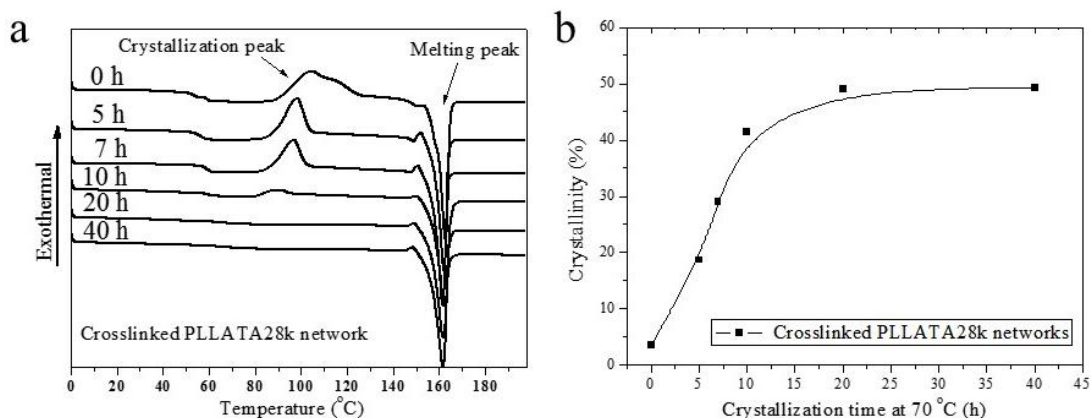 a
Crystallization peak
Melting peak
0 h
5 h
7 h
10 h
20 h
40 h
Exothermal
Crosslinked PLLATA28k network
0 20 40 60 80 100 120 140 160 180
Temperature (°C)
b
60
50
40
30
20
10
0
Crystallinity (%)
Crosslinked PLLATA28k networks
0 5 10 15 20 25 30 35 40 45
Crystallization time at 70 °C (h)